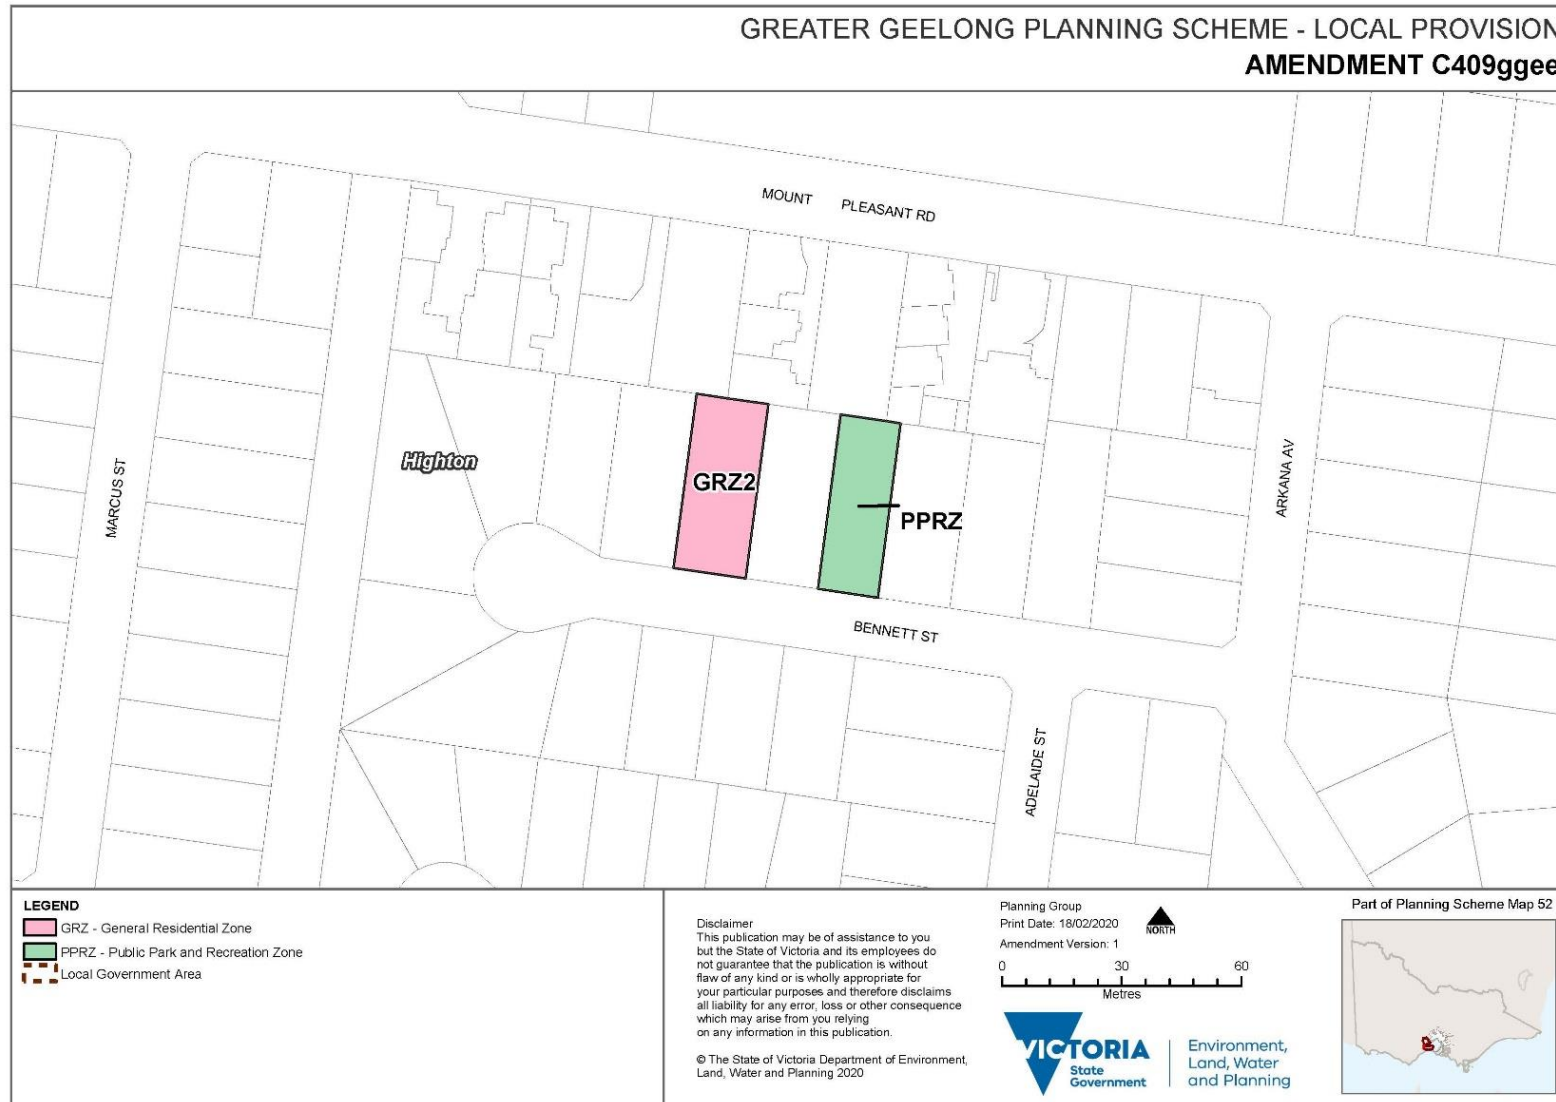 GREATER GEELONG PLANNING SCHEME - LOCAL PROVISION
AMENDMENT C409ggee
MOUNT PLEASANT RD
MARCUS ST
Highton
GRZ2
PPRZ
ARKANA AV
BENNETT ST
ADELAIDE ST
LEGEND
GRZ - General Residential Zone
PPRZ - Public Park and Recreation Zone
Local Government Area
Disclaimer
This publication may be of assistance to you
but the State of Victoria and its employees do
not guarantee that the publication is without
flaw of any kind or is wholly appropriate for
your particular purposes and therefore disclaims
all liability for any error, loss or other consequence
which may arise from you relying
on any information in this publication.
© The State of Victoria Department of Environment,
Land, Water and Planning 2020
Planning Group
Print Date: 18/02/2020
Amendment Version: 1
NORTH
0 30 60
Metres
VICTORIA
State
Government
Environment,
Land, Water
and Planning
Part of Planning Scheme Map 52